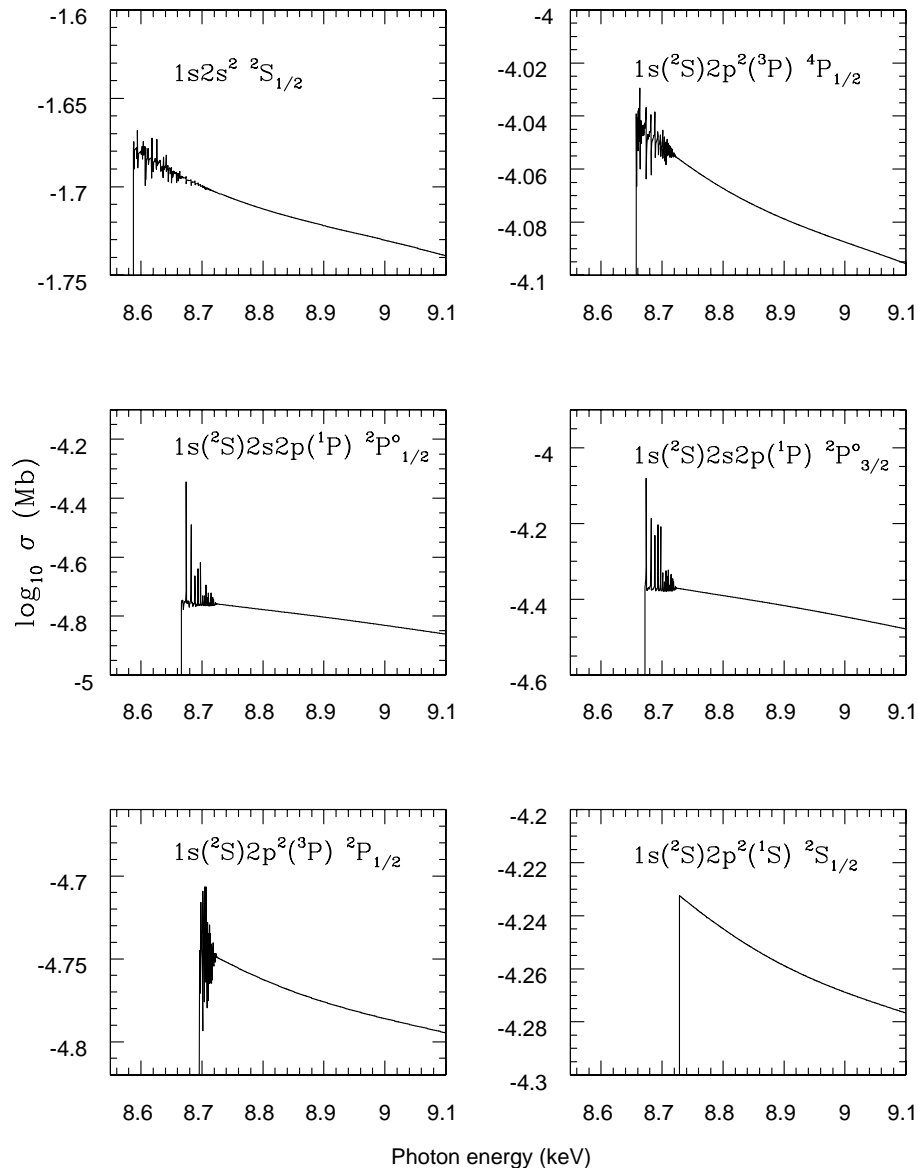 1s2s² ²S₁/₂
-1.6
-1.65
-1.7
-1.75
8.6 8.7 8.8 8.9 9 9.1
1s(²S)2p²(³P) ⁴P₁/₂
-4
-4.02
-4.04
-4.06
-4.08
-4.1
8.6 8.7 8.8 8.9 9 9.1
log₁₀ σ (Mb)
1s(²S)2s2p(¹P) ²P°₁/₂
-4.2
-4.4
-4.6
-4.8
-5
8.6 8.7 8.8 8.9 9 9.1
1s(²S)2s2p(¹P) ²P°₃/₂
-4
-4.2
-4.4
-4.6
8.6 8.7 8.8 8.9 9 9.1
1s(²S)2p²(³P) ²P₁/₂
-4.7
-4.75
-4.8
8.6 8.7 8.8 8.9 9 9.1
1s(²S)2p²(¹S) ²S₁/₂
-4.2
-4.22
-4.24
-4.26
-4.28
-4.3
8.6 8.7 8.8 8.9 9 9.1
Photon energy (keV)